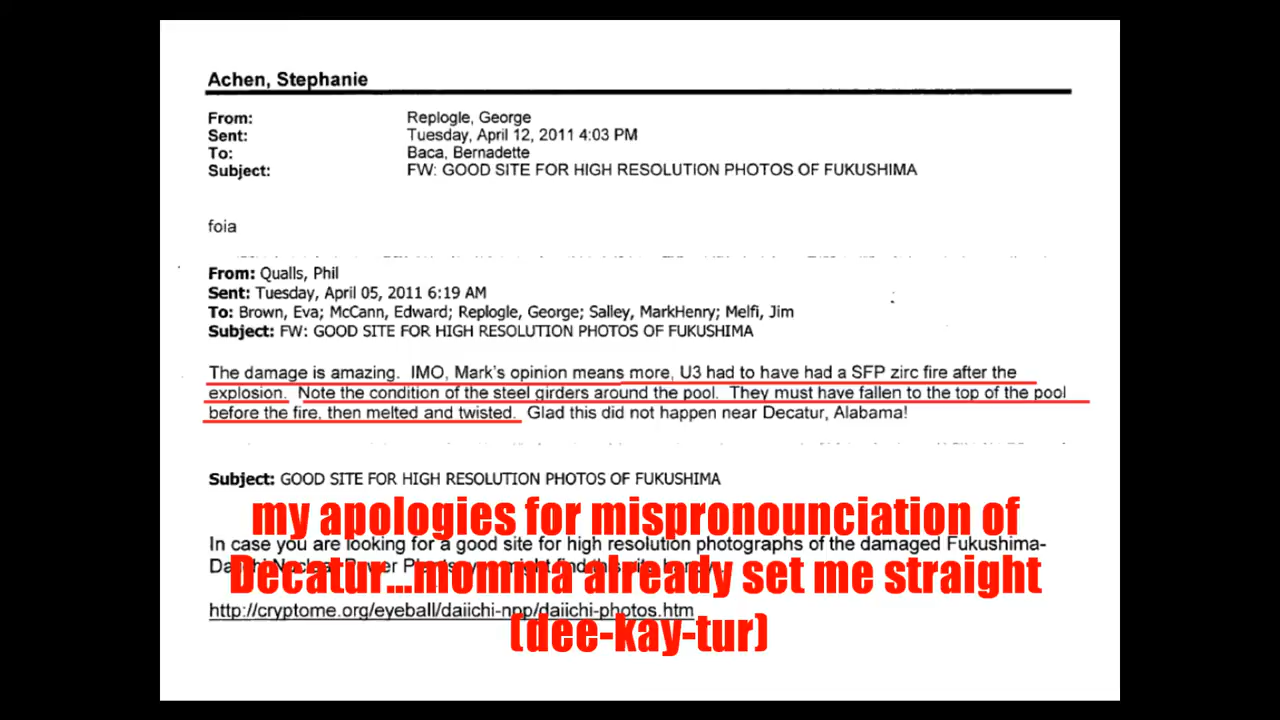 Achen, Stephanie
From: Replogle, George
Sent: Tuesday, April 12, 2011 4:03 PM
To: Baca, Bernadette
Subject: FW: GOOD SITE FOR HIGH RESOLUTION PHOTOS OF FUKUSHIMA
foia
From: Qualls, Phil
Sent: Tuesday, April 05, 2011 6:19 AM
To: Brown, Eva; McCann, Edward; Replogle, George; Salley, MarkHenry; Melfi, Jim
Subject: FW: GOOD SITE FOR HIGH RESOLUTION PHOTOS OF FUKUSHIMA
The damage is amazing. IMO, Mark's opinion means more, U3 had to have had a SFP zirc fire after the
explosion. Note the condition of the steel girders around the pool. They must have fallen to the top of the pool
before the fire, then melted and twisted. Glad this did not happen near Decatur, Alabama!
Subject: GOOD SITE FOR HIGH RESOLUTION PHOTOS OF FUKUSHIMA
my apologies for mispronounciation of
In case you are looking for a good site for high resolution photographs of the damaged Fukushima-
Decatur...momma already set me straight
http://cryptome.org/eyeball/daiichi-npp/daiichi-photos.htm
(dee-kay-tur)